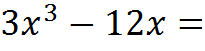 3x³ − 12x =